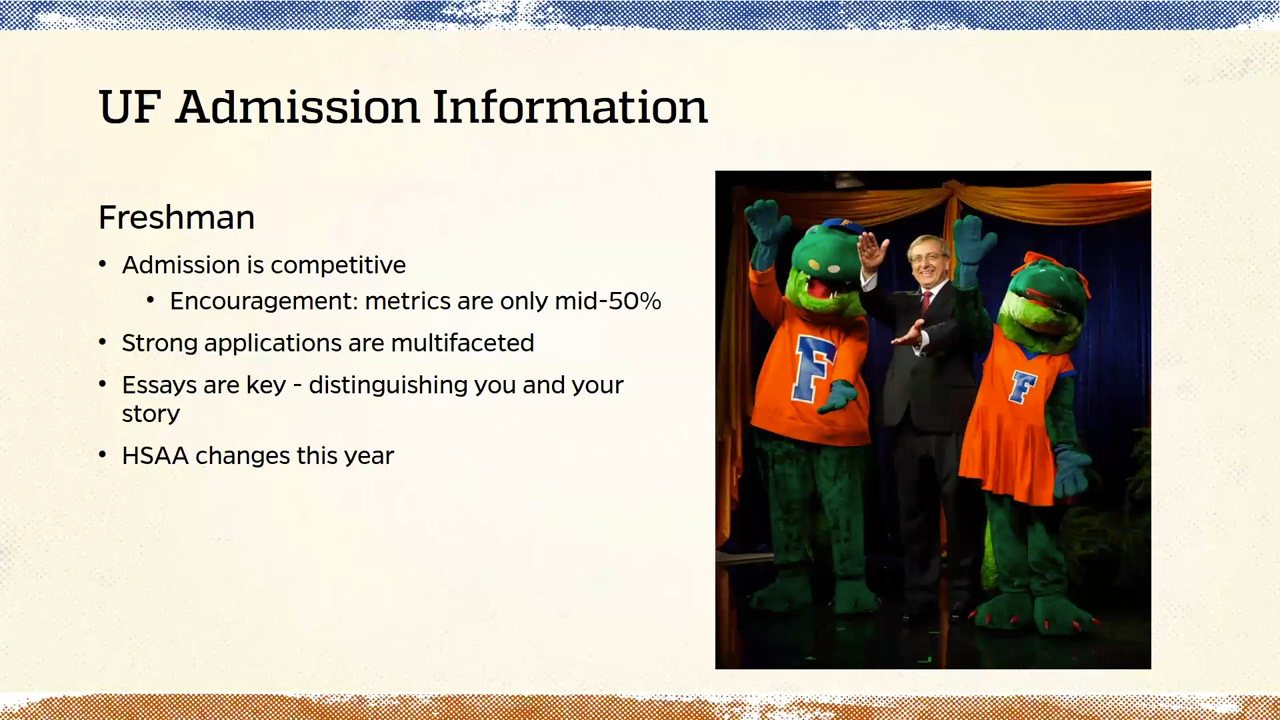 UF Admission Information
Freshman
• Admission is competitive
• Encouragement: metrics are only mid-50%
• Strong applications are multifaceted
• Essays are key - distinguishing you and your
story
• HSAA changes this year
F
F